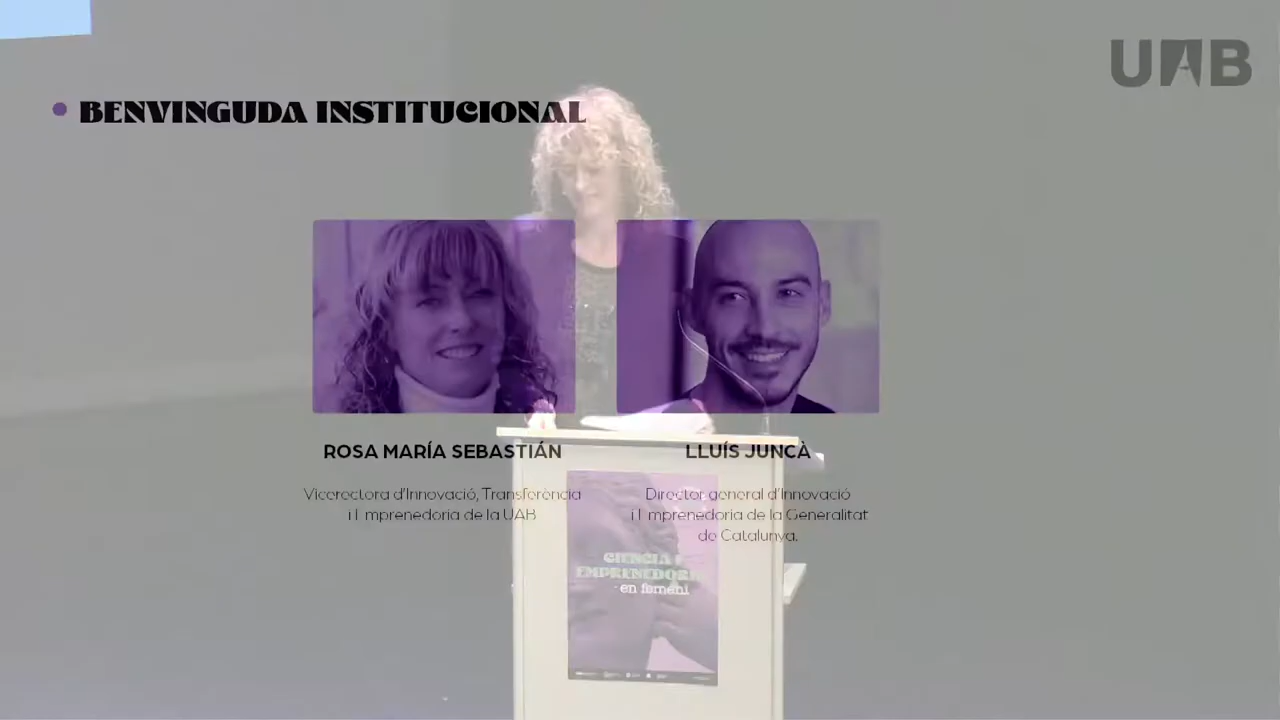 UAB
BENVINGUDA INSTITUCIONAL
ROSA MARÍA SEBASTIÁN
Vicerectora d'Innovació, Transferència
i Emprenedoria de la UAB
LLUÍS JUNCÀ
Director general d'Innovació
i Emprenedoria de la Generalitat
de Catalunya.
CIÈNCIA I
EMPRENEDORIA
en femení